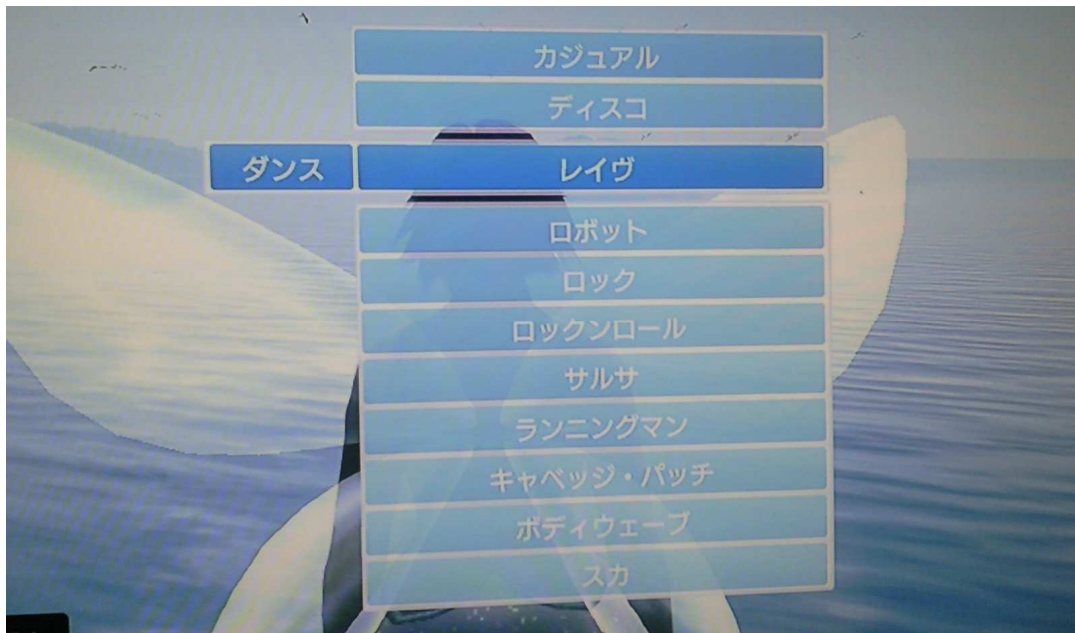 カジュアル
ディスコ
ダンス レイヴ
ロボット
ロック
ロックンロール
サルサ
ランニングマン
キャベッジ・パッチ
ボディウェーブ
スカ